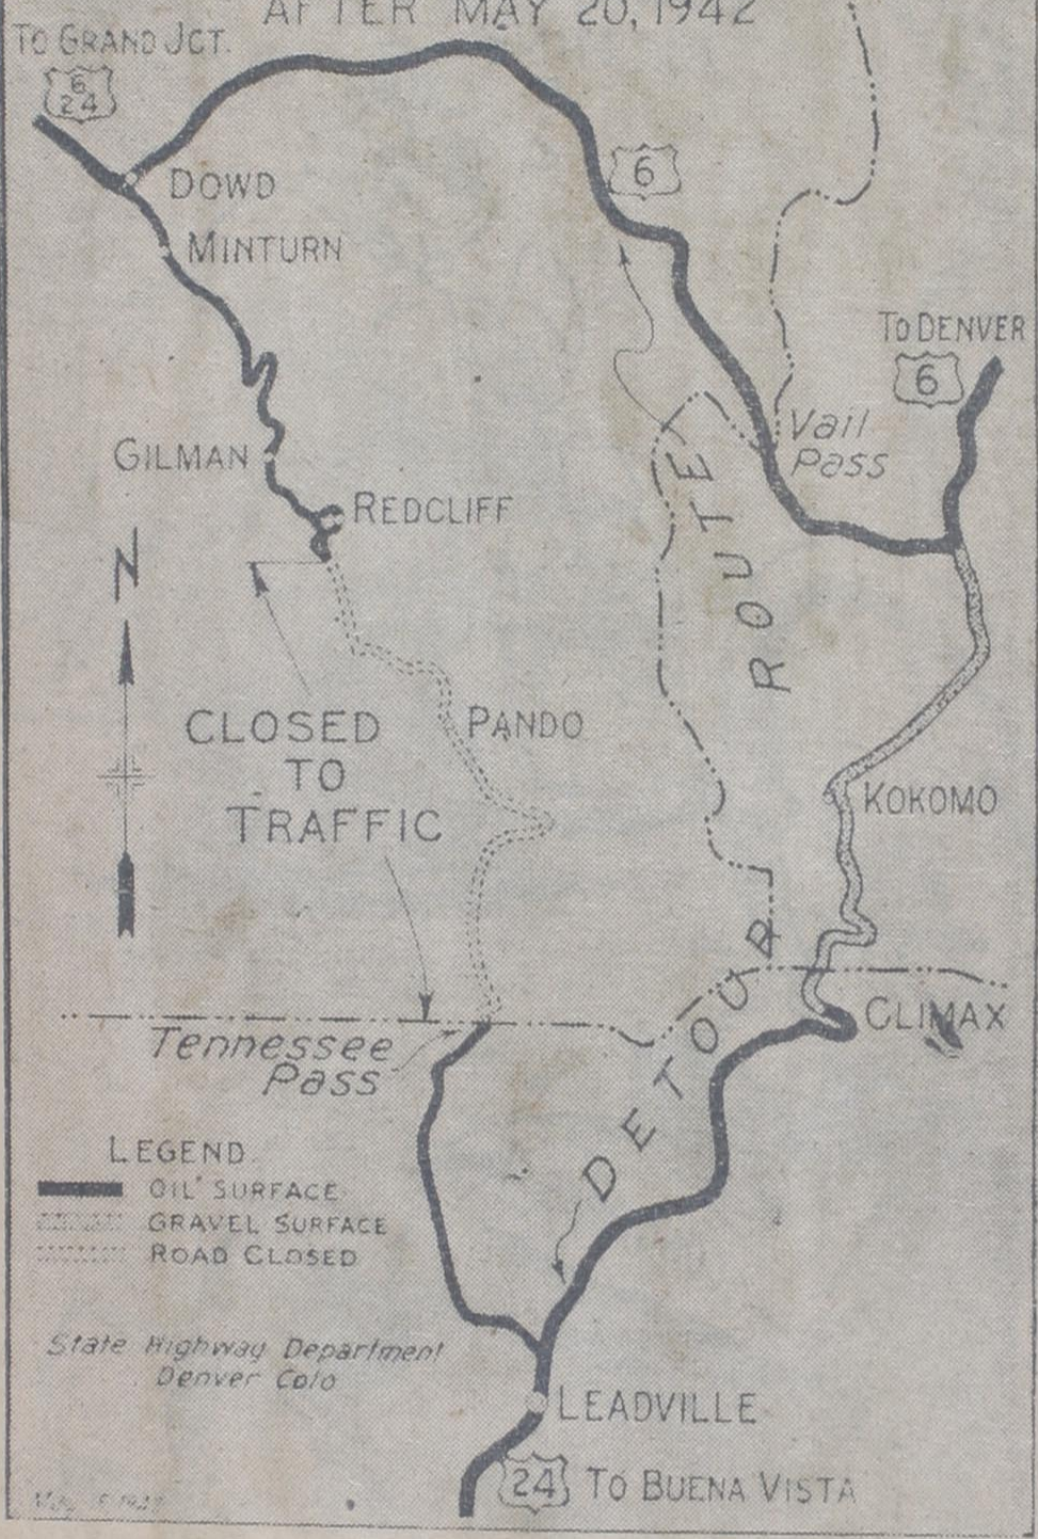 AFTER MAY 20, 1942
TO GRAND JCT.
6
24
DOWD
6
MINTURN
TO DENVER
6
Vail
Pass
GILMAN
REDCLIFF
N
DETOUR ROUTE
CLOSED
TO
TRAFFIC
PANDO
KOKOMO
CLIMAX
Tennessee
Pass
LEGEND
OIL SURFACE
GRAVEL SURFACE
ROAD CLOSED
State Highway Department
Denver Colo
LEADVILLE
24 TO BUENA VISTA
May